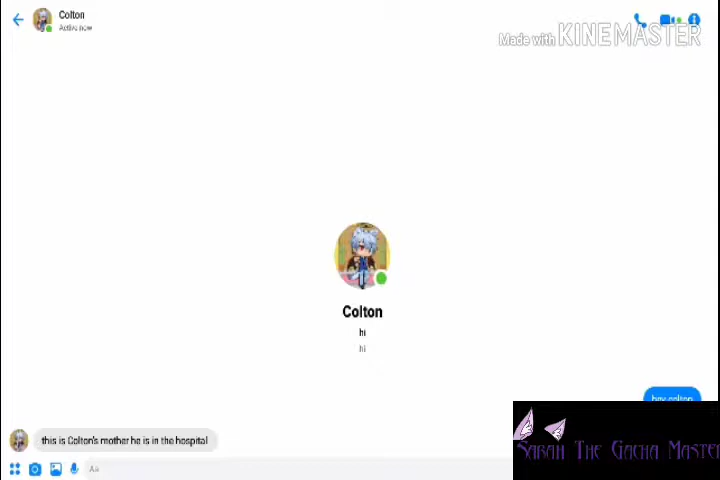 Colton
Active now
Made with KINEMASTER
Colton
hi
hi
hey colton
this is Colton's mother he is in the hospital
Aa
Sarah The Gacha Master